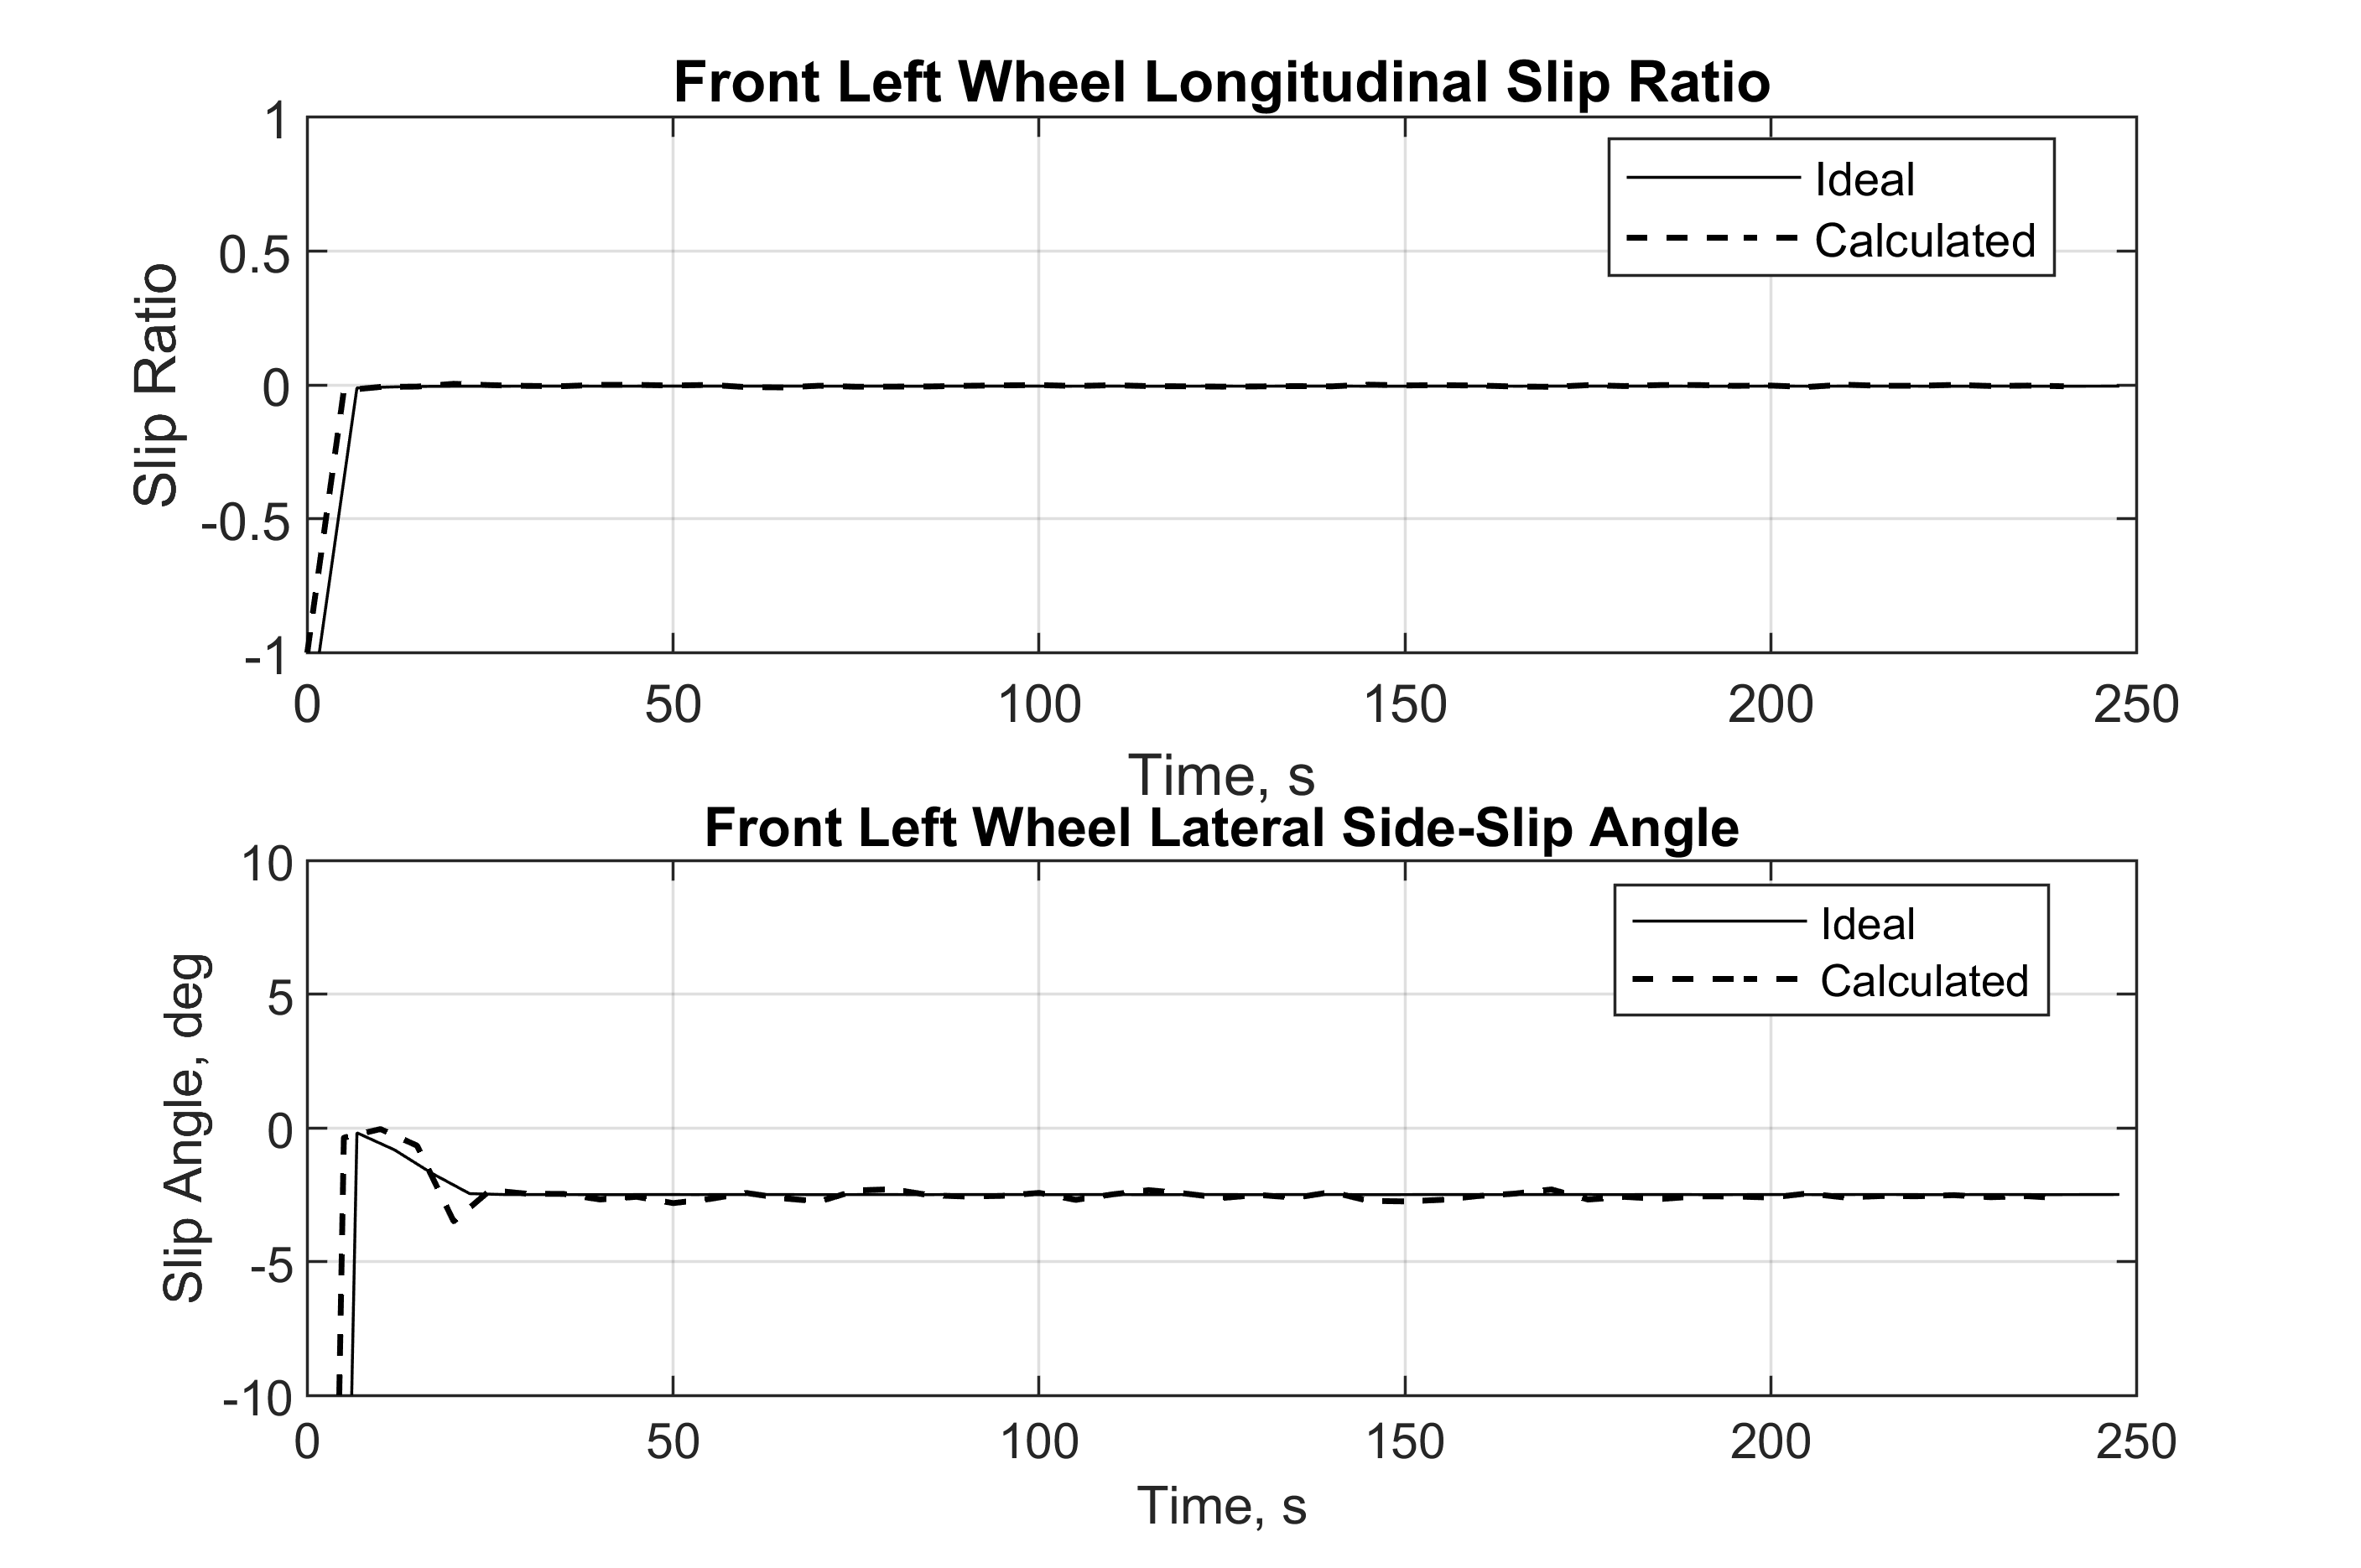 Front Left Wheel Longitudinal Slip Ratio
1
0.5
0
-0.5
-1
Slip Ratio
Ideal
Calculated
0 50 100 150 200 250
Time, s
Front Left Wheel Lateral Side-Slip Angle
10
5
0
-5
-10
Slip Angle, deg
Ideal
Calculated
0 50 100 150 200 250
Time, s